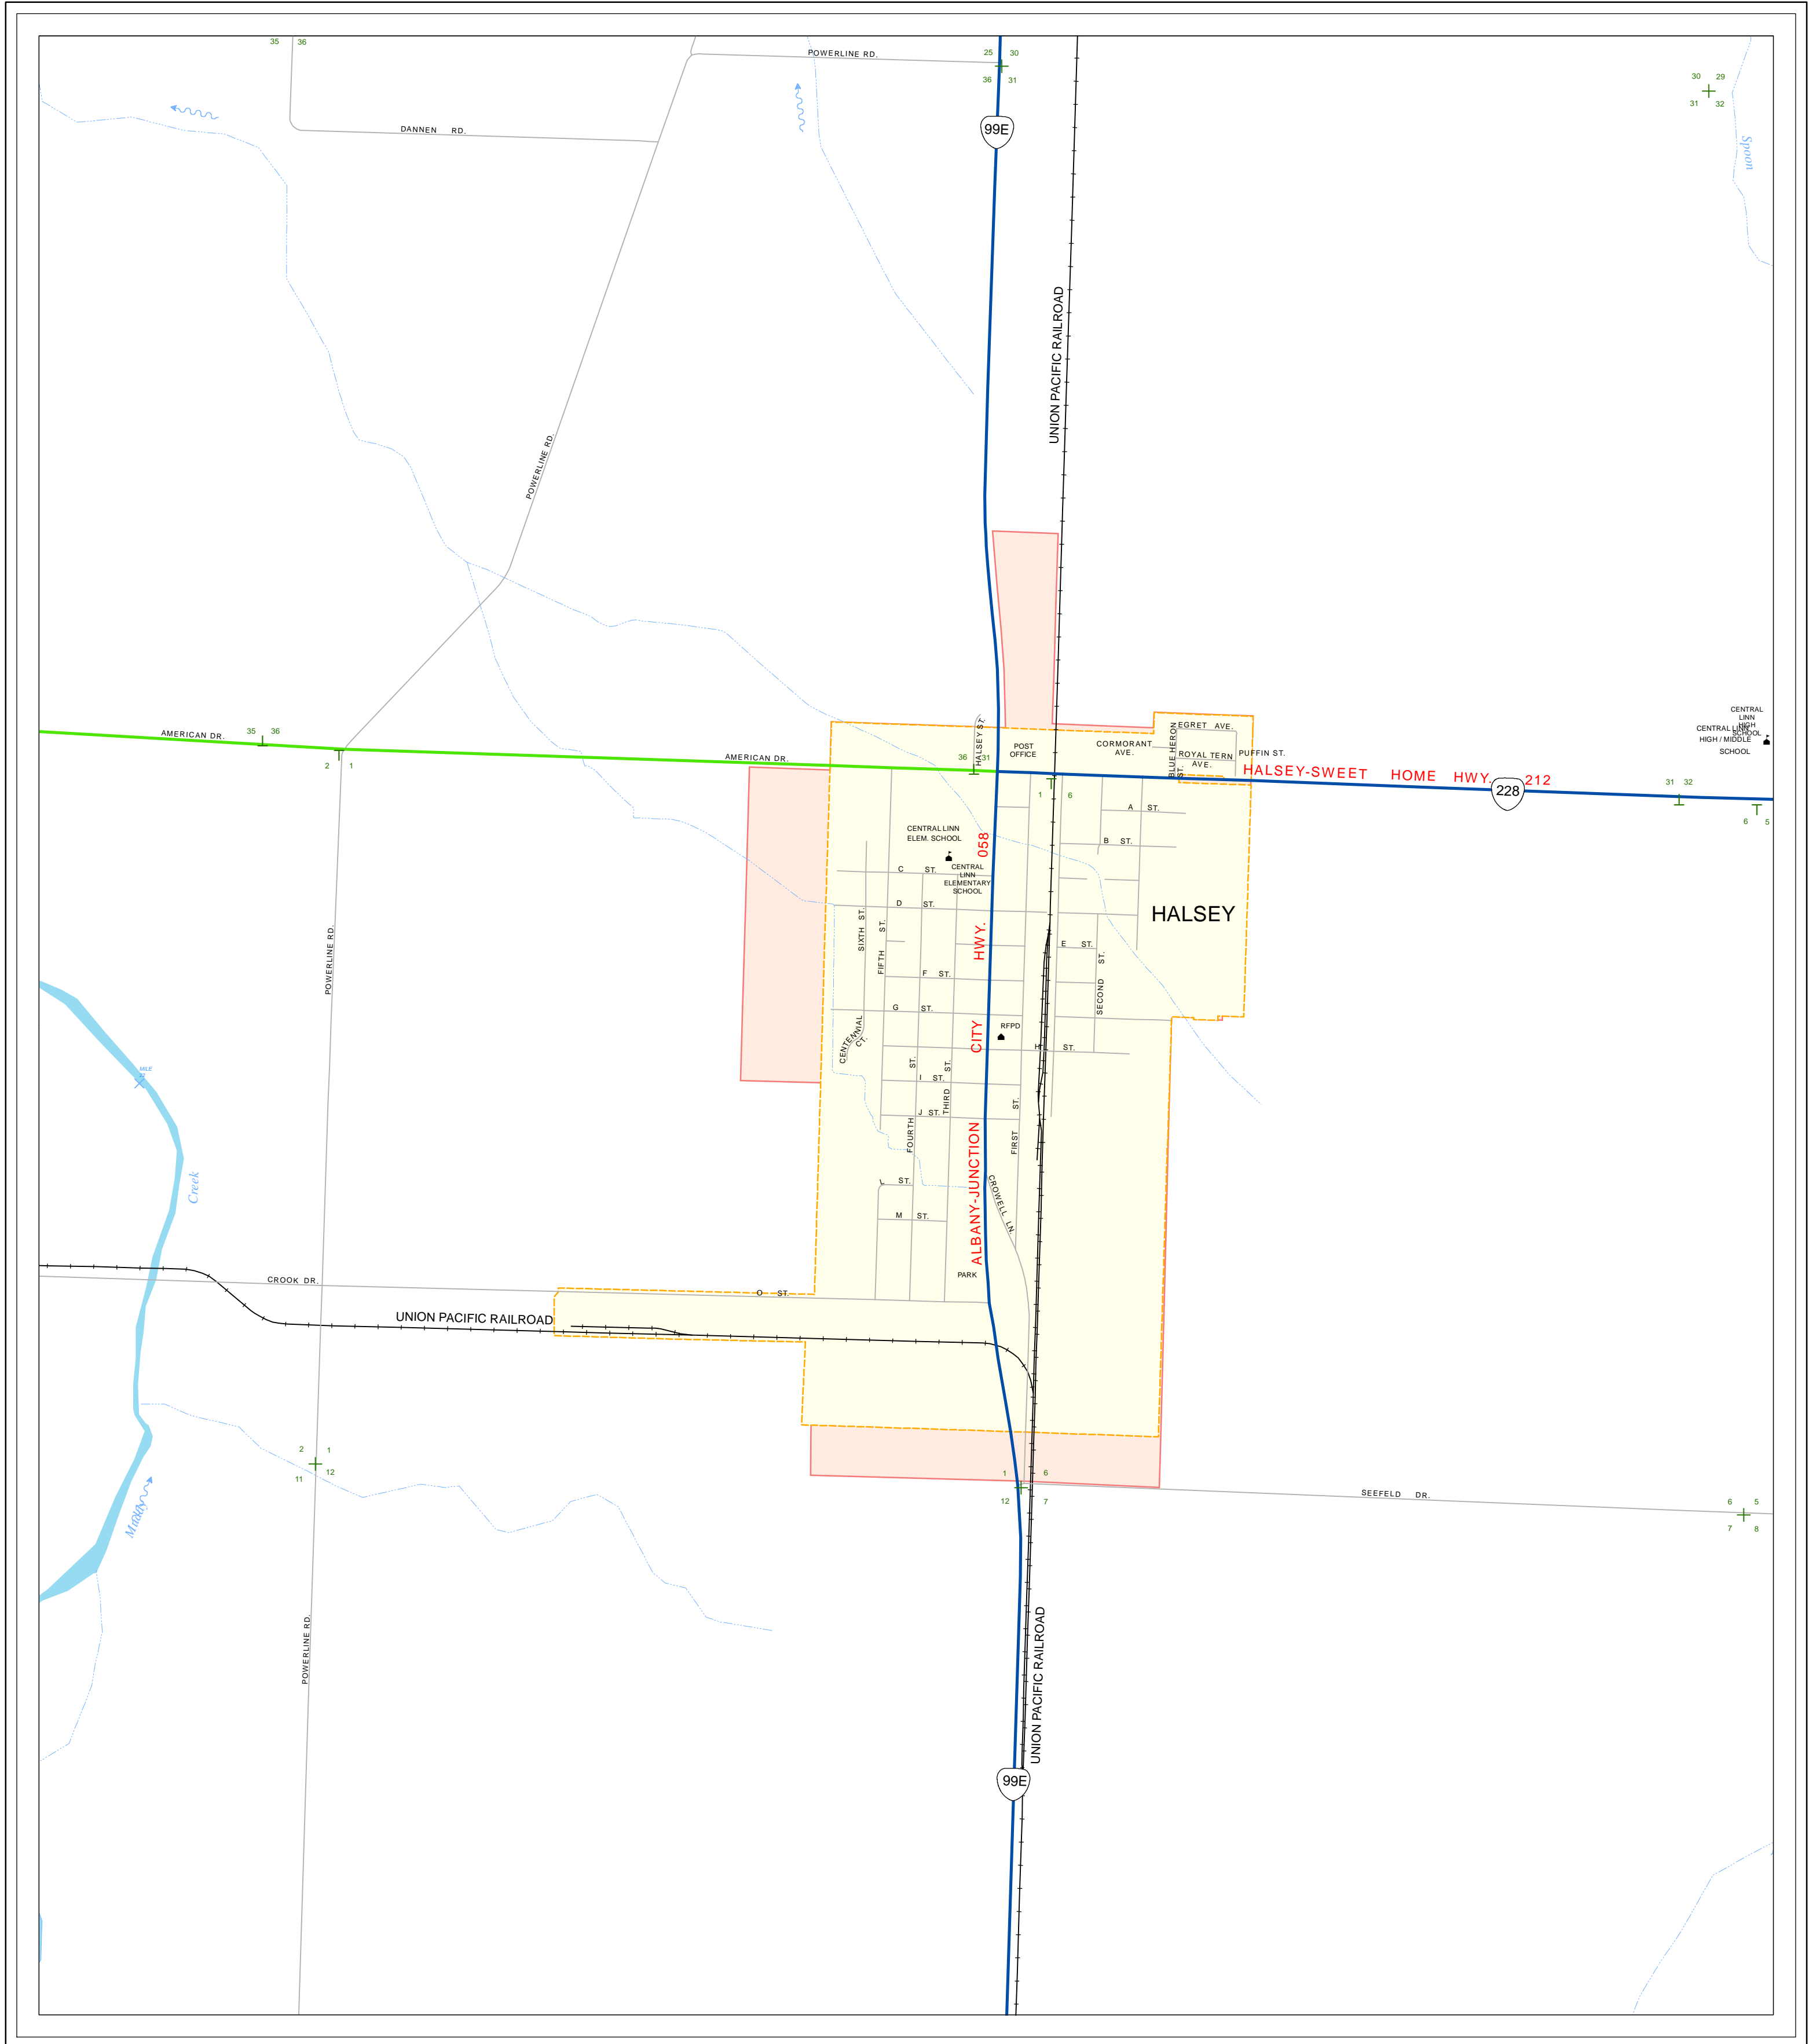 35 36
POWERLINE RD.
25 30
36 31
30 29
31 32
DANNEN RD.
99E
Spoon
UNION PACIFIC RAILROAD
POWERLINE RD.
AMERICAN DR.
35 36
2 1
AMERICAN DR.
36 31
HALSEY ST.
POST
OFFICE
CORMORANT
AVE.
BLUE HERON
ST.
EGRET AVE.
ROYAL TERN
AVE.
PUFFIN ST.
HALSEY-SWEET HOME HWY. 212
228
31 32
6 5
CENTRAL
LINN
HIGH
SCHOOL
CENTRAL LINN
HIGH / MIDDLE
SCHOOL
1 6
A ST.
B ST.
CENTRAL LINN
ELEM. SCHOOL
CENTRAL
LINN
ELEMENTARY
SCHOOL
C ST.
D ST.
HALSEY
SIXTH ST.
FIFTH ST.
E ST.
F ST.
SECOND ST.
G ST.
CENTENNIAL
CT.
RFPD
H ST.
I ST.
J ST.
FOURTH ST.
THIRD ST.
FIRST ST.
ALBANY-JUNCTION CITY HWY. 058
L ST.
M ST.
CROWELL LN.
PARK
O ST.
POWERLINE RD.
MILE
Creek
CROOK DR.
UNION PACIFIC RAILROAD
2 1
11 12
Muddy
1 6
12 7
SEEFELD DR.
6 5
7 8
POWERLINE RD.
UNION PACIFIC RAILROAD
99E